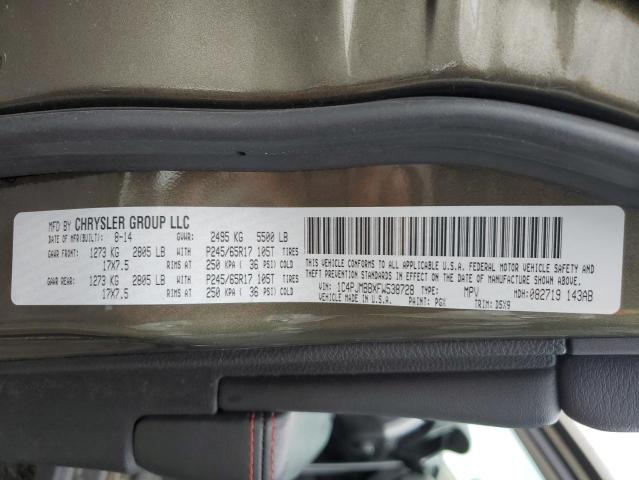 MFD BY CHRYSLER GROUP LLC
DATE OF MFR(BUILT): 8-14 GVWR: 2495 KG 5500 LB
GAWR FRONT: 1273 KG 2805 LB WITH P245/65R17 105T TIRES
17X7.5 RIMS AT 250 KPA ( 36 PSI) COLD
GAWR REAR: 1273 KG 2805 LB WITH P245/65R17 105T TIRES
17X7.5 RIMS AT 250 KPA ( 36 PSI) COLD
THIS VEHICLE CONFORMS TO ALL APPLICABLE U.S.A. FEDERAL MOTOR VEHICLE SAFETY AND
THEFT PREVENTION STANDARDS IN EFFECT ON THE DATE OF MANUFACTURE SHOWN ABOVE.
VIN: 1C4PJMBBXFW538728 TYPE: MPV MDH: 082719 143AB
VEHICLE MADE IN U.S.A. PAINT: PGX TRIM: D5X9